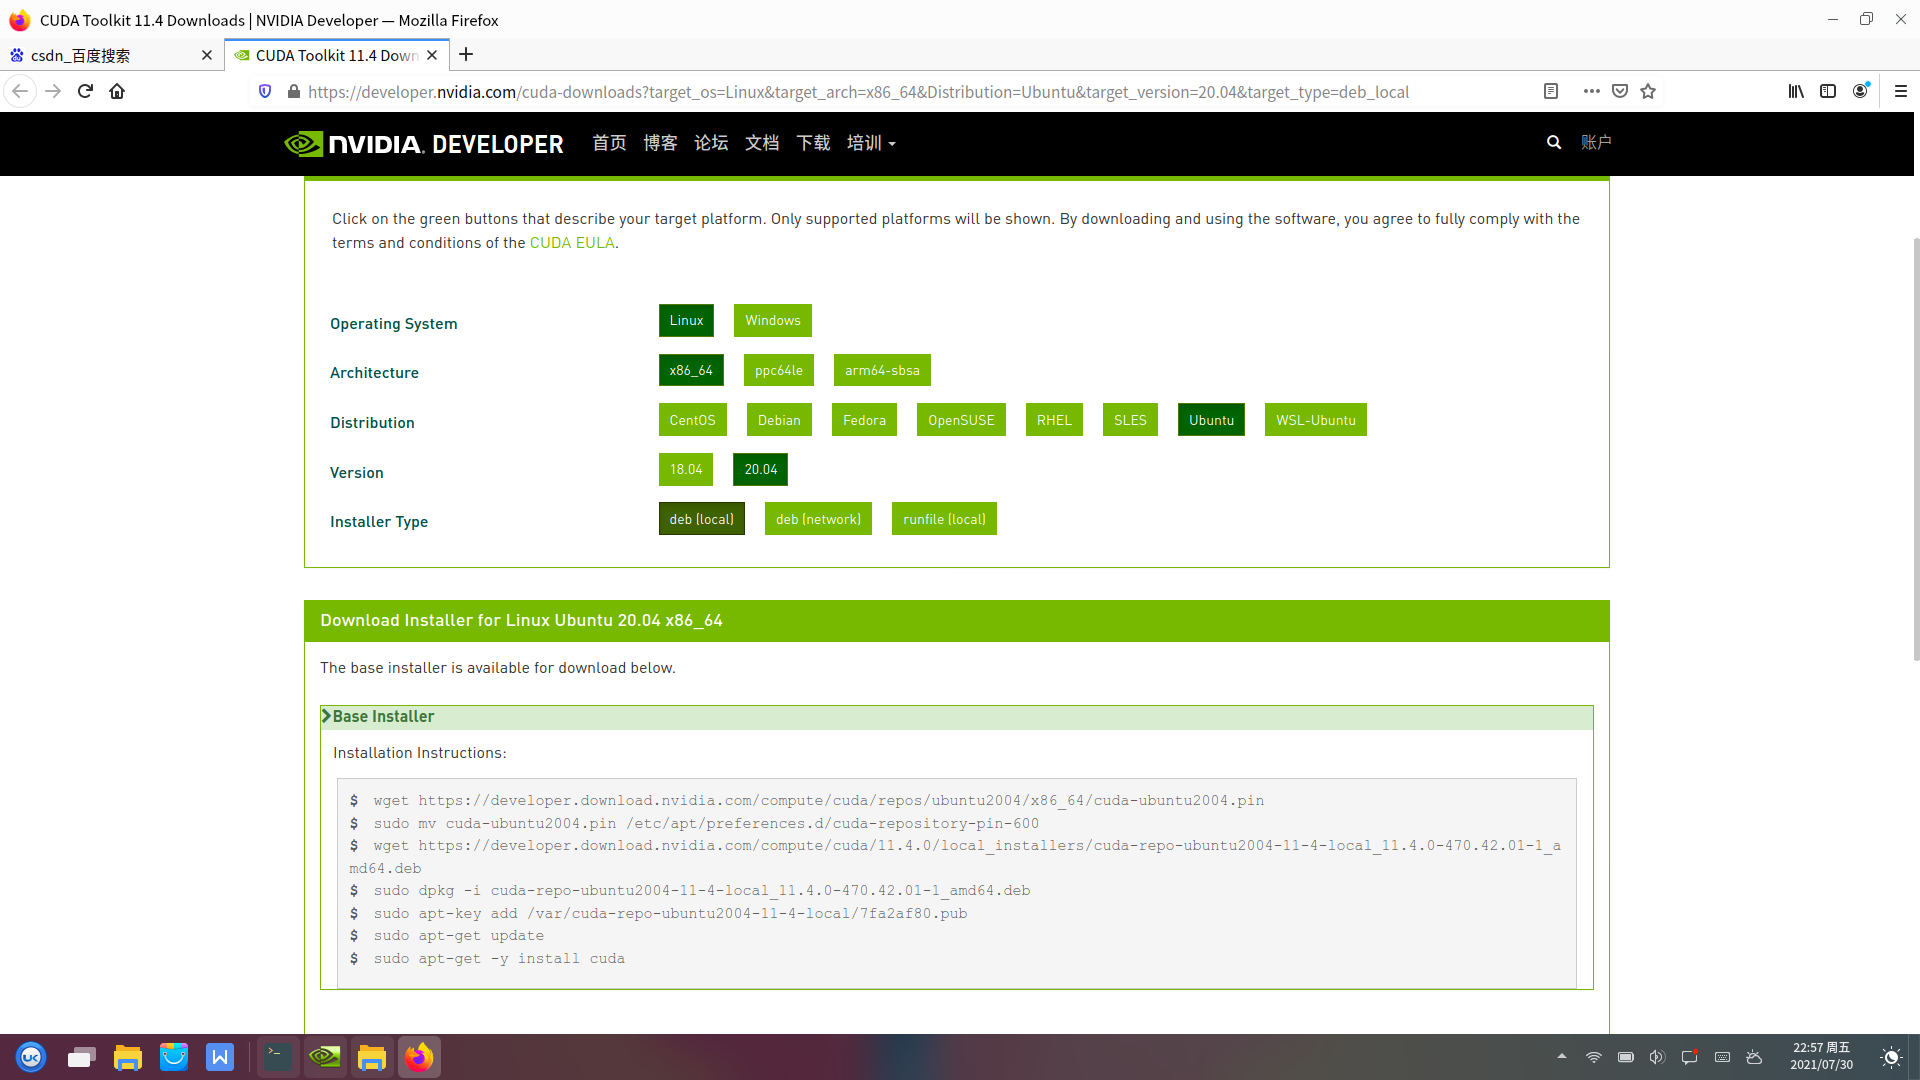 CUDA Toolkit 11.4 Downloads | NVIDIA Developer — Mozilla Firefox
csdn_百度搜索
CUDA Toolkit 11.4 Down
https://developer.nvidia.com/cuda-downloads?target_os=Linux&target_arch=x86_64&Distribution=Ubuntu&target_version=20.04&target_type=deb_local
NVIDIA. DEVELOPER 首页 博客 论坛 文档 下载 培训 账户
Click on the green buttons that describe your target platform. Only supported platforms will be shown. By downloading and using the software, you agree to fully comply with the
terms and conditions of the CUDA EULA.
Operating System Linux Windows
Architecture x86_64 ppc64le arm64-sbsa
Distribution CentOS Debian Fedora OpenSUSE RHEL SLES Ubuntu WSL-Ubuntu
Version 18.04 20.04
Installer Type deb (local) deb (network) runfile (local)
Download Installer for Linux Ubuntu 20.04 x86_64
The base installer is available for download below.
Base Installer
Installation Instructions:
$ wget https://developer.download.nvidia.com/compute/cuda/repos/ubuntu2004/x86_64/cuda-ubuntu2004.pin
$ sudo mv cuda-ubuntu2004.pin /etc/apt/preferences.d/cuda-repository-pin-600
$ wget https://developer.download.nvidia.com/compute/cuda/11.4.0/local_installers/cuda-repo-ubuntu2004-11-4-local_11.4.0-470.42.01-1_a
md64.deb
$ sudo dpkg -i cuda-repo-ubuntu2004-11-4-local_11.4.0-470.42.01-1_amd64.deb
$ sudo apt-key add /var/cuda-repo-ubuntu2004-11-4-local/7fa2af80.pub
$ sudo apt-get update
$ sudo apt-get -y install cuda
UK
W
22:57 周五
2021/07/30